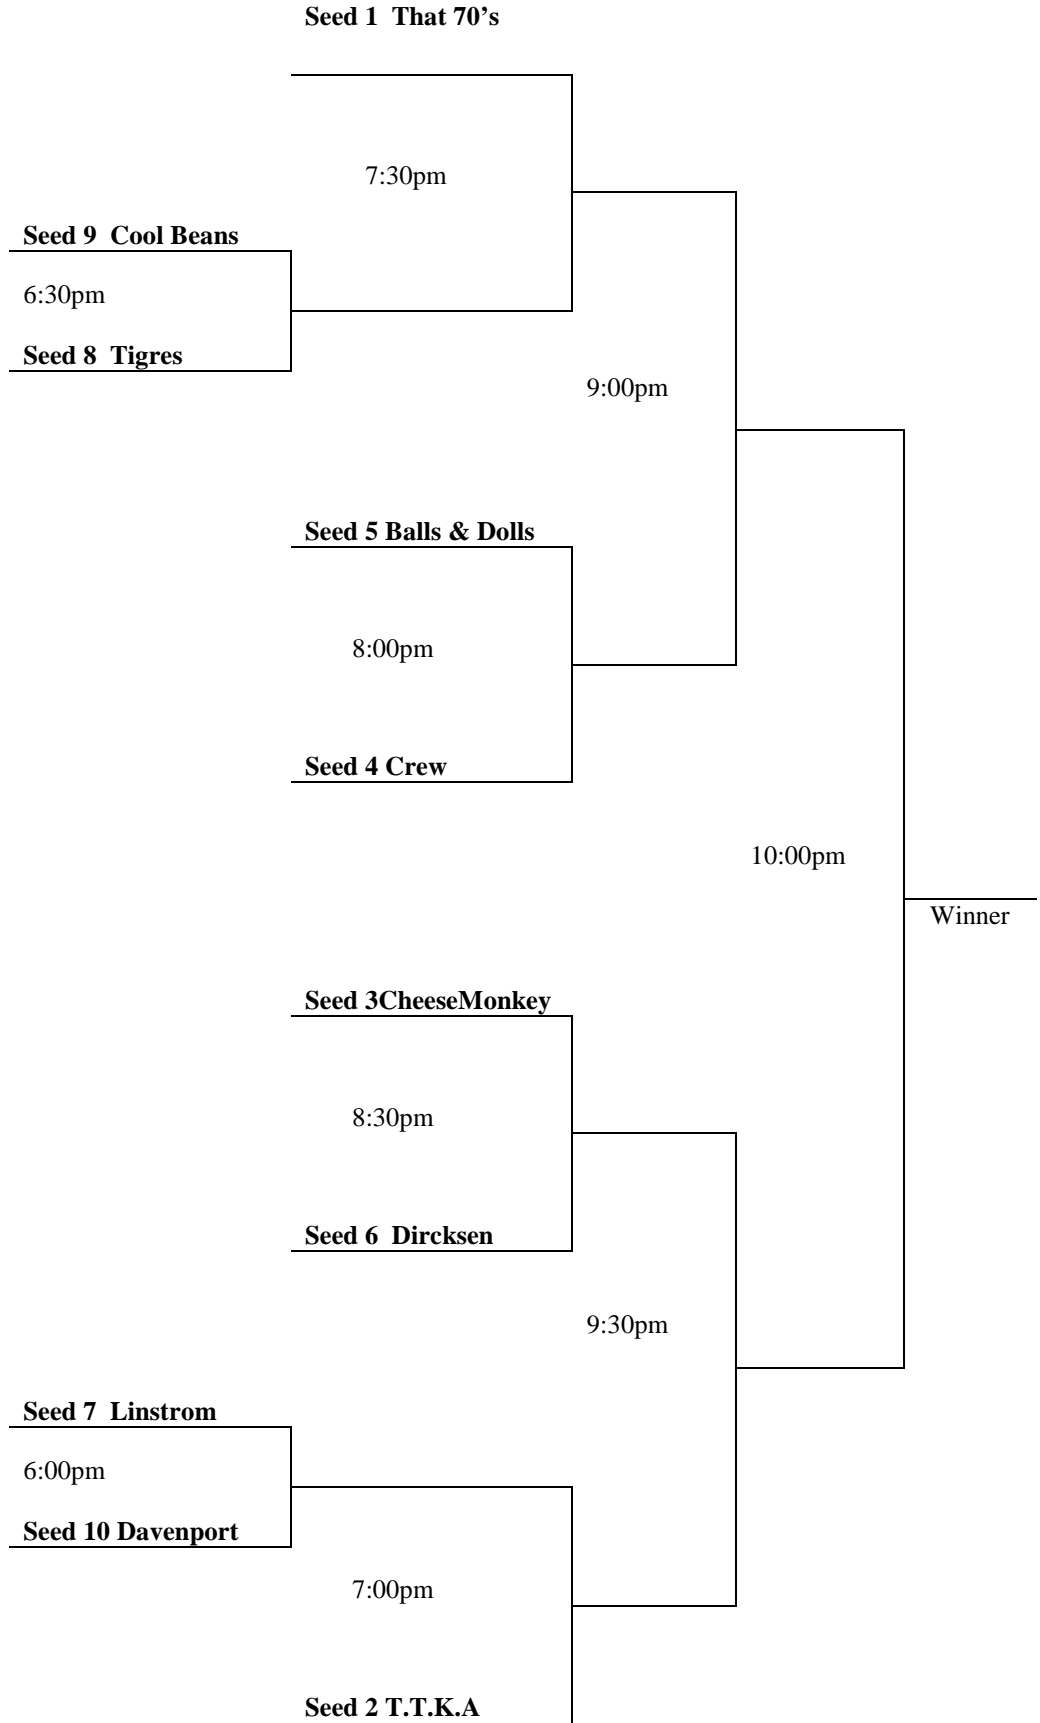 Seed 1  That 70’s
7:30pm
Seed 9  Cool Beans
6:30pm
Seed 8  Tigres
9:00pm
Seed 5 Balls & Dolls
8:00pm
Seed 4 Crew
10:00pm
Winner
Seed 3CheeseMonkey
8:30pm
Seed 6  Dircksen
9:30pm
Seed 7  Linstrom
6:00pm
Seed 10 Davenport
7:00pm
Seed 2 T.T.K.A